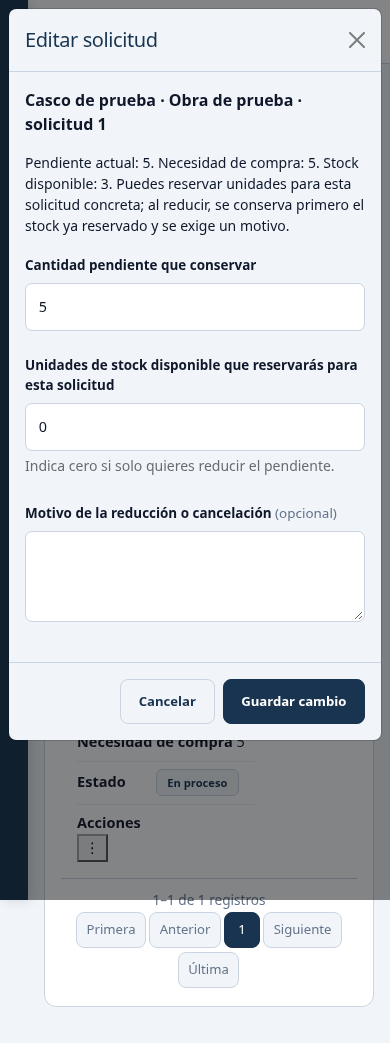 Editar solicitud
Casco de prueba · Obra de prueba ·
solicitud 1
Pendiente actual: 5. Necesidad de compra: 5. Stock
disponible: 3. Puedes reservar unidades para esta
solicitud concreta; al reducir, se conserva primero el
stock ya reservado y se exige un motivo.
Cantidad pendiente que conservar
5
Unidades de stock disponible que reservarás para
esta solicitud
0
Indica cero si solo quieres reducir el pendiente.
Motivo de la reducción o cancelación (opcional)
Cancelar Guardar cambio
Necesidad de compra 5
Estado En proceso
Acciones
1–1 de 1 registros
Primera Anterior 1 Siguiente
Última